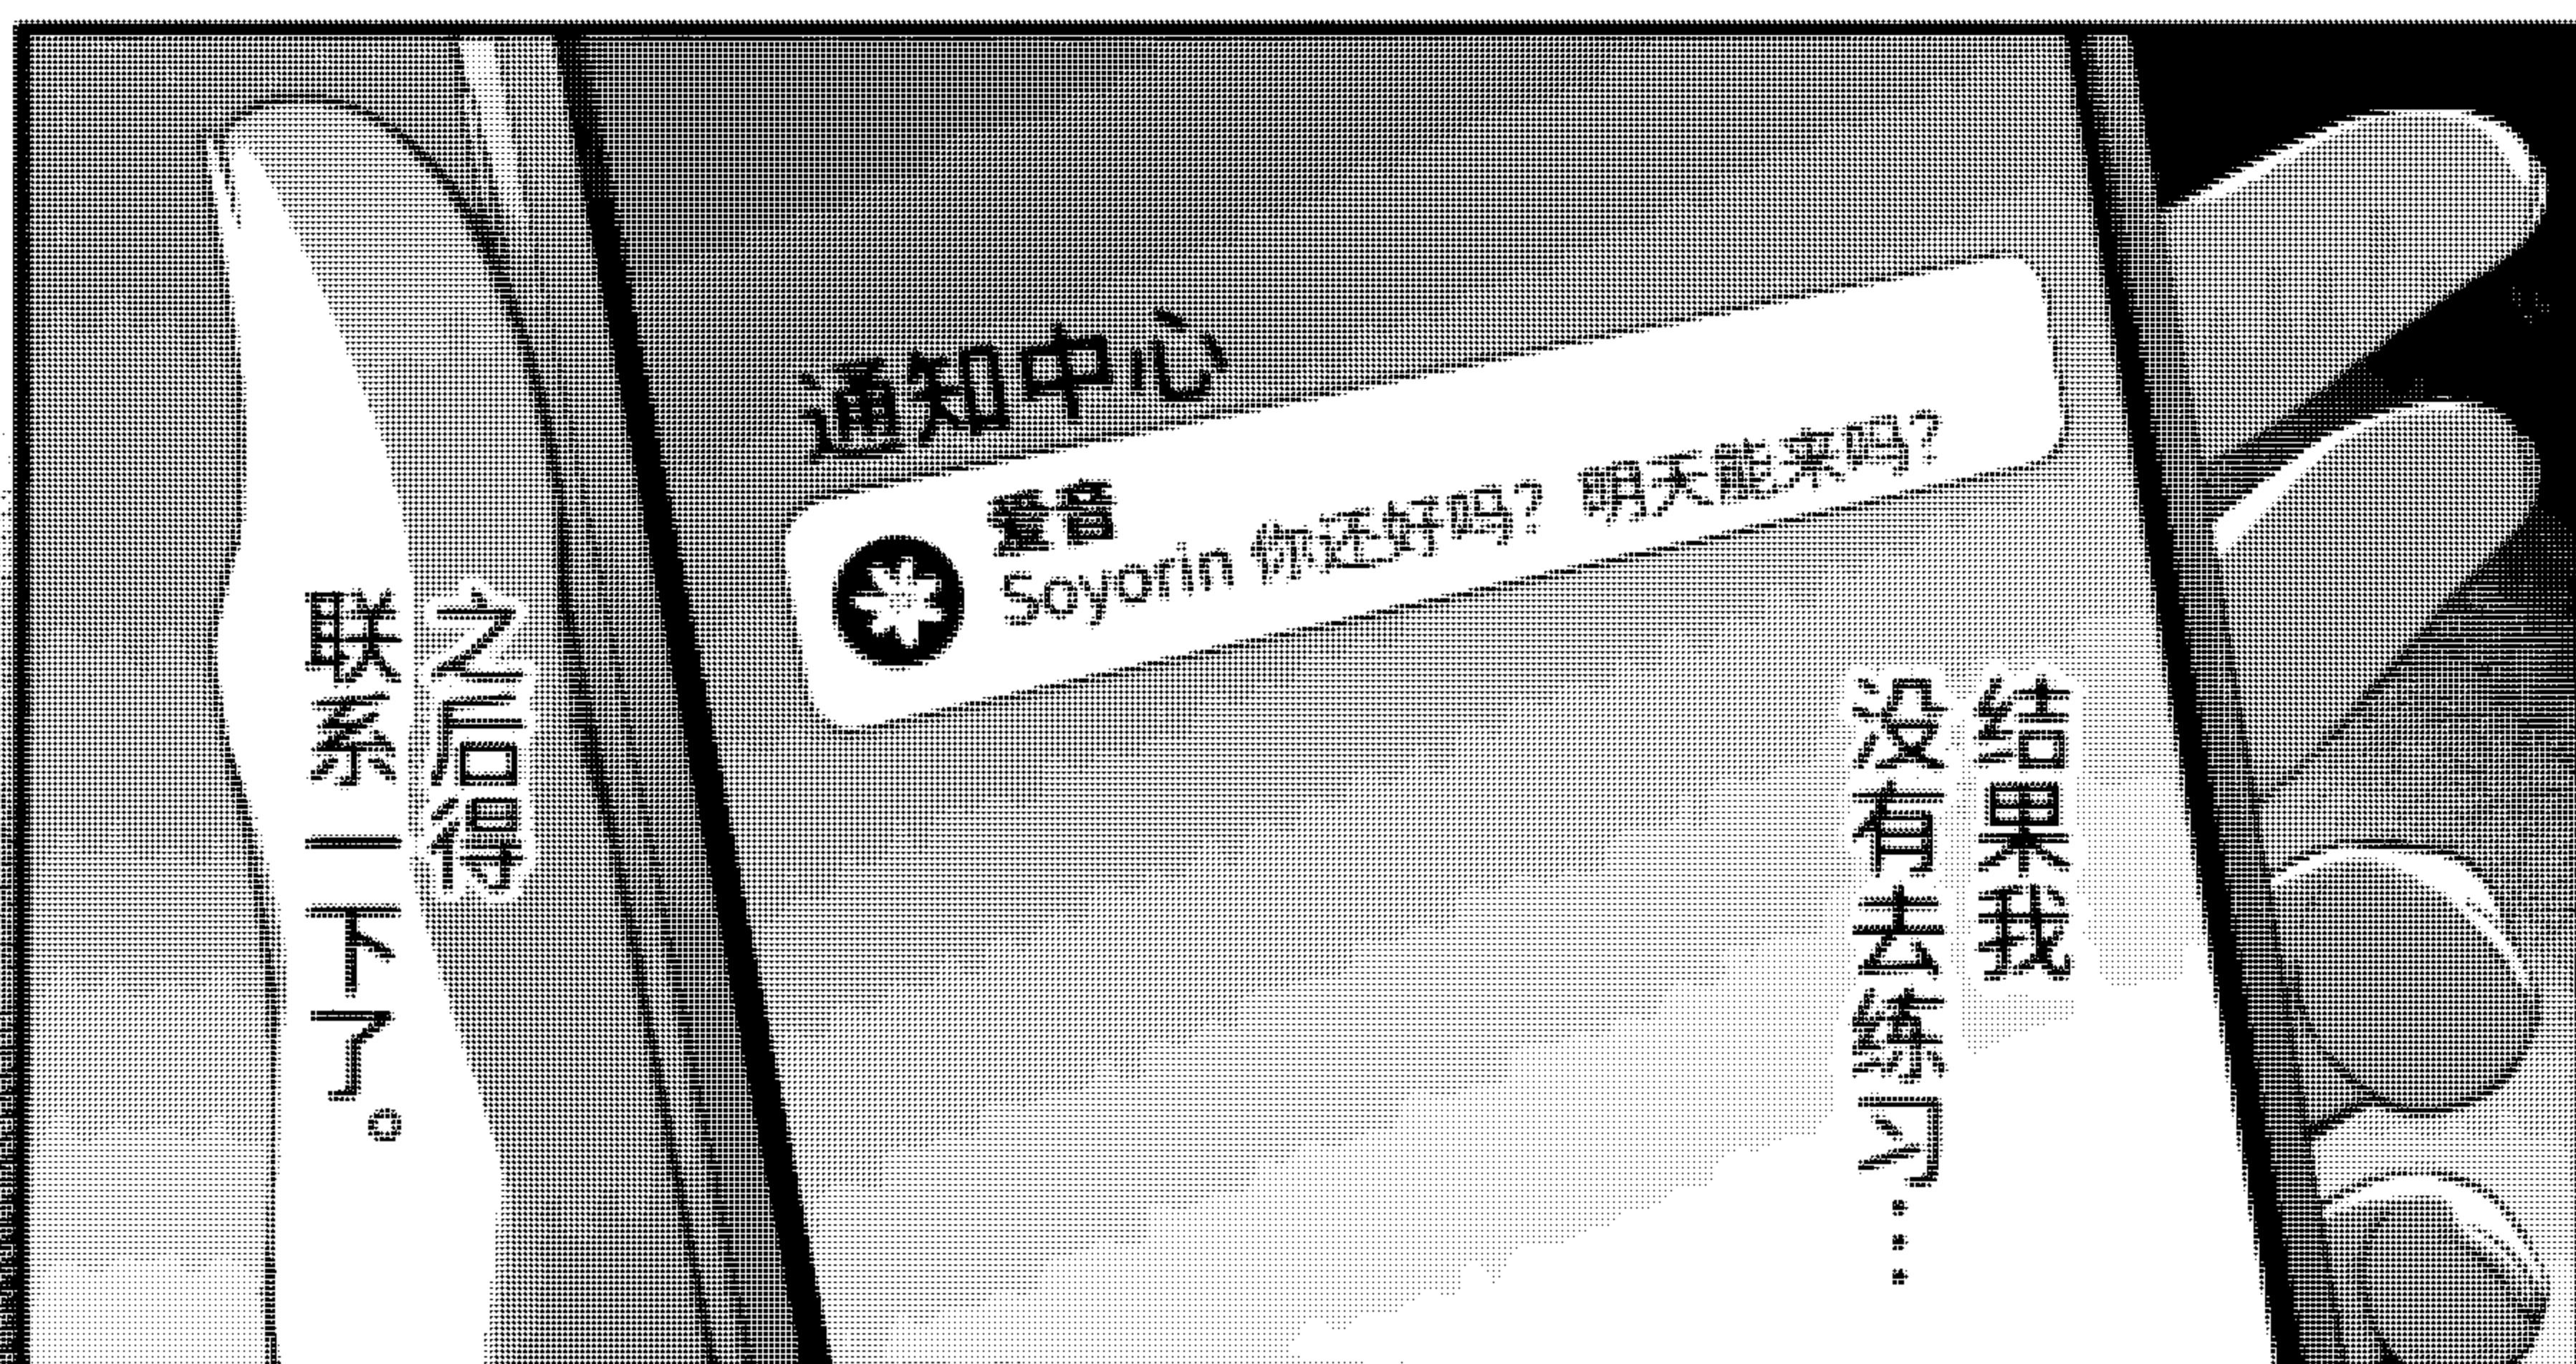 通知中心
爱音
Soyorin 你还好吗？明天能来吗？
结果我
没有去练习…
之后得
联系一下了。